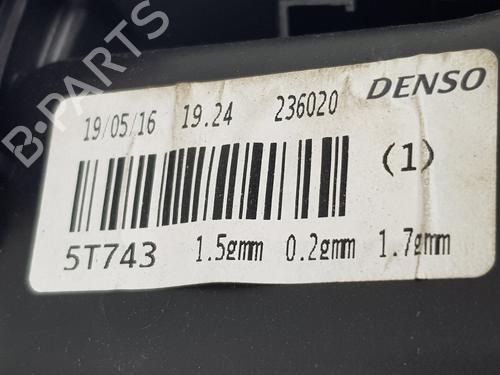 B-PARTS
19/05/16 19.24 236020 DENSO
(1)
5T743 1.5gmm 0.2gmm 1.7gmm